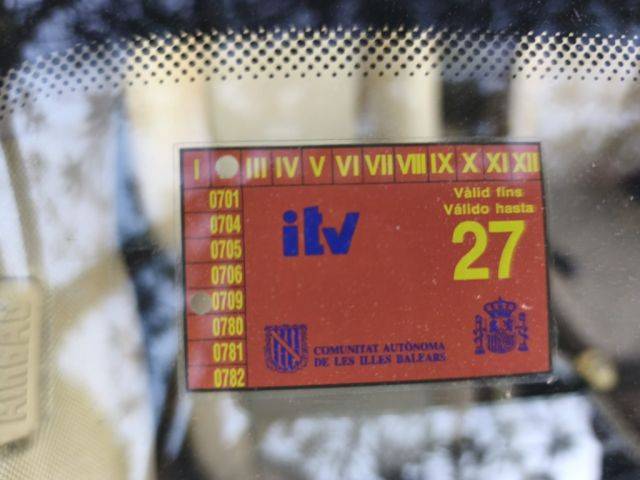 I III IV V VI VII VIII IX X XI XII
0701
0704
0705
0706
0709
0780
0781
0782
itv
Vàlid fins
Válido hasta
27
COMUNITAT AUTÒNOMA
DE LES ILLES BALEARS